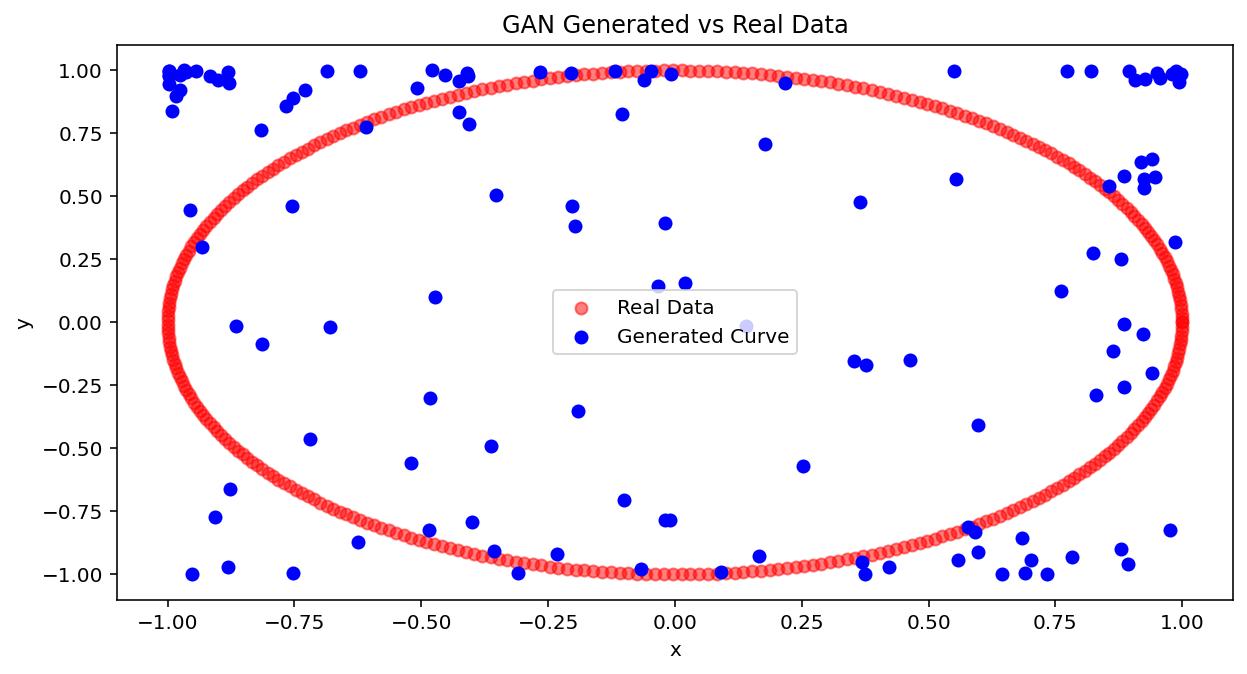 GAN Generated vs Real Data
1.00
0.75
0.50
0.25
0.00
−0.25
−0.50
−0.75
−1.00
y
Real Data
Generated Curve
−1.00 −0.75 −0.50 −0.25 0.00 0.25 0.50 0.75 1.00
x